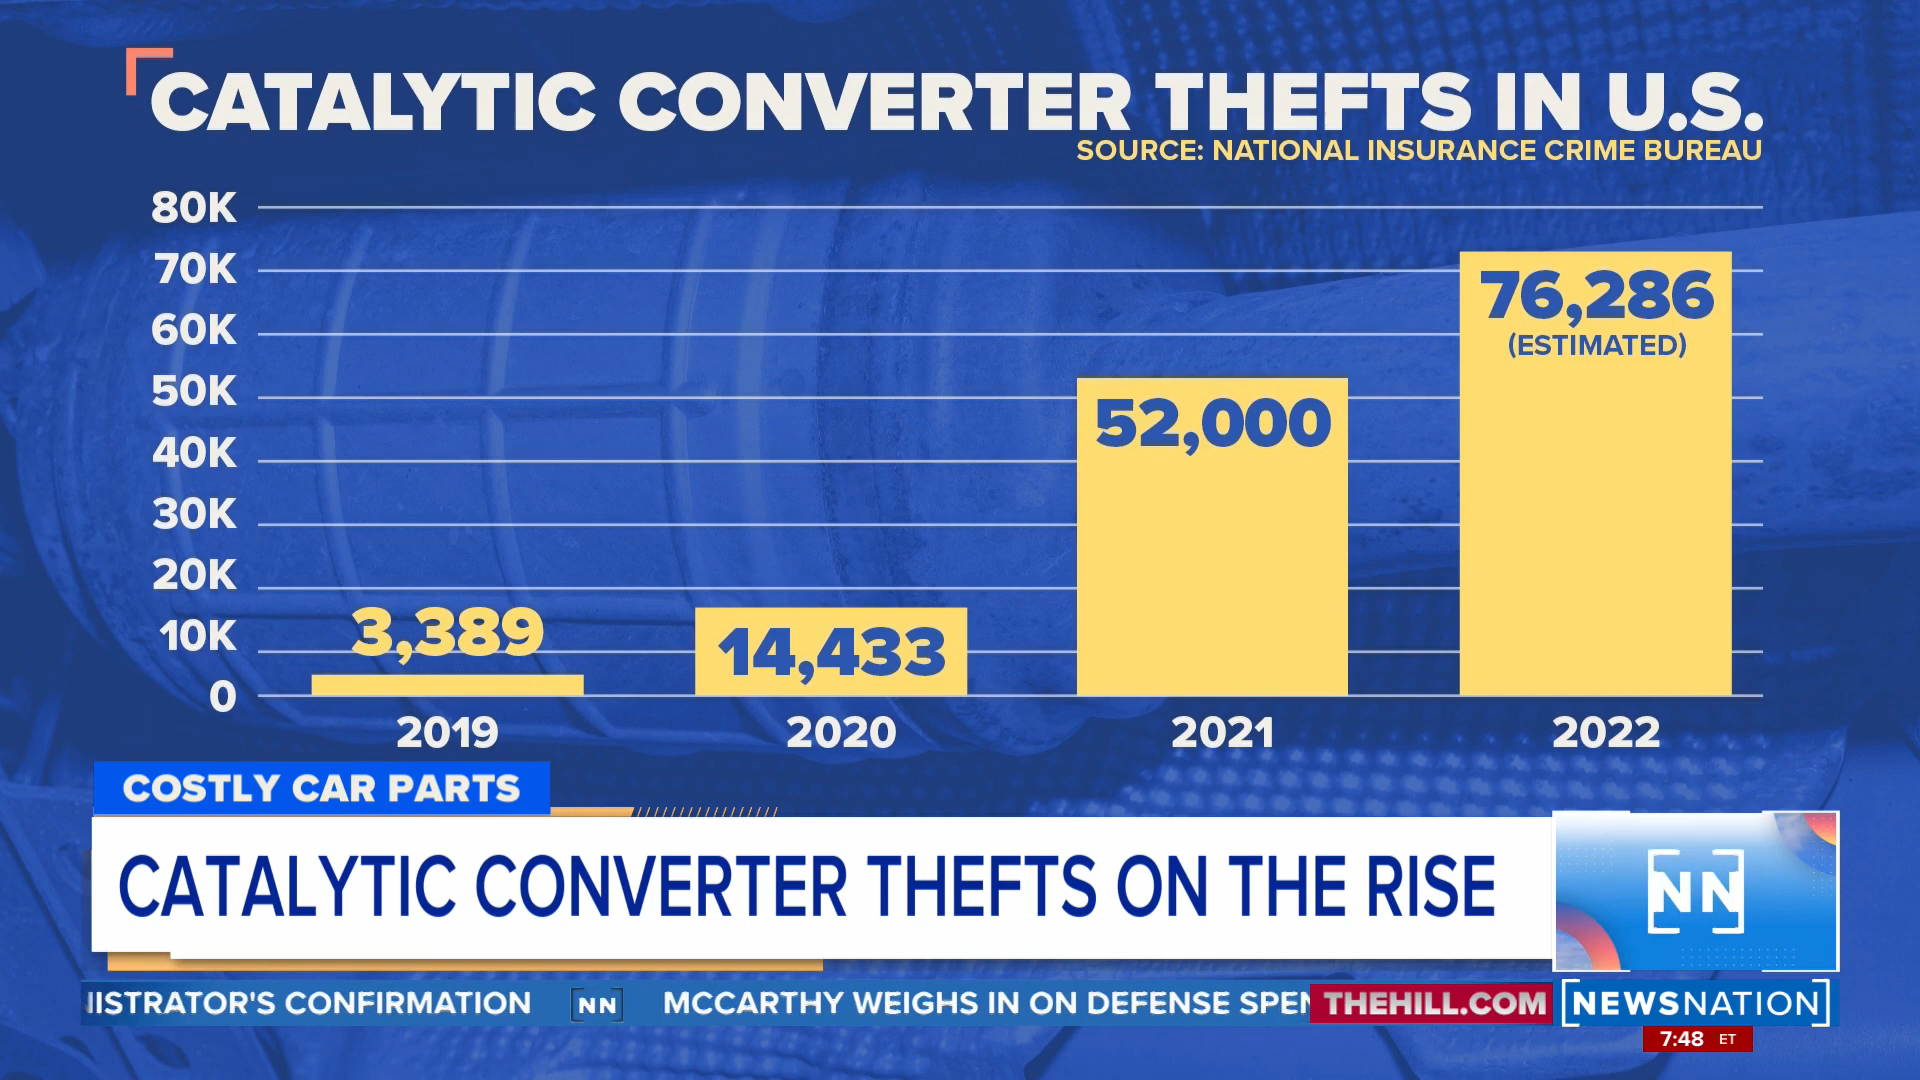 CATALYTIC CONVERTER THEFTS IN U.S.
SOURCE: NATIONAL INSURANCE CRIME BUREAU
80K
70K
60K
50K
40K
30K
20K
10K
0
3,389
14,433
52,000
76,286
(ESTIMATED)
2019
2020
2021
2022
COSTLY CAR PARTS
CATALYTIC CONVERTER THEFTS ON THE RISE
NN
NISTRATOR'S CONFIRMATION NN MCCARTHY WEIGHS IN ON DEFENSE SPEN
THEHILL.COM
NEWSNATION
7:48 ET